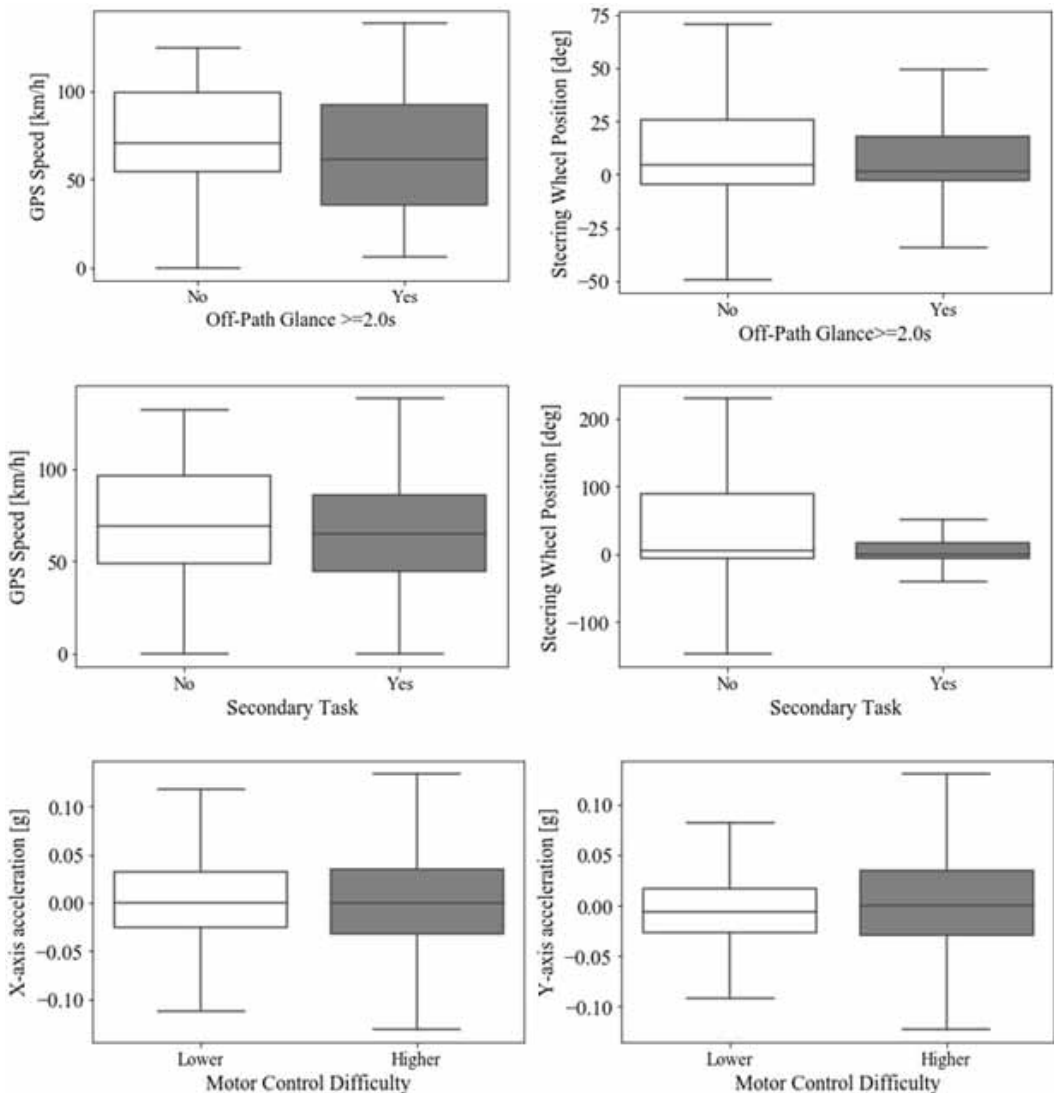 GPS Speed [km/h]
100
50
0
No Yes
Off-Path Glance >=2.0s
Steering Wheel Position [deg]
75
50
25
0
−25
−50
No Yes
Off-Path Glance>=2.0s
GPS Speed [km/h]
100
50
0
No Yes
Secondary Task
Steering Wheel Position [deg]
200
100
0
−100
No Yes
Secondary Task
X-axis acceleration [g]
0.10
0.05
0.00
−0.05
−0.10
Lower Higher
Motor Control Difficulty
Y-axis acceleration [g]
0.10
0.05
0.00
−0.05
−0.10
Lower Higher
Motor Control Difficulty